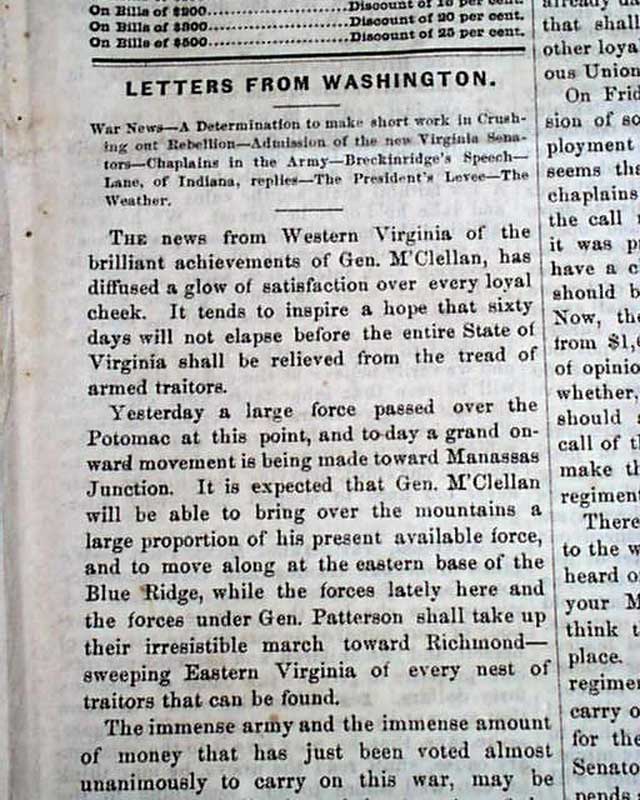 On Bills of $200..................Discount of 15 per cent.
On Bills of $300..................Discount of 20 per cent.
On Bills of $500..................Discount of 25 per cent.
LETTERS FROM WASHINGTON.
War News—A Determination to make short work in Crush-
ing out Rebellion—Admission of the new Virginia Sena-
tors—Chaplains in the Army—Breckinridge's Speech—
Lane, of Indiana, replies—The President's Levee—The
Weather.
THE news from Western Virginia of the
brilliant achievements of Gen. M'Clellan, has
diffused a glow of satisfaction over every loyal
cheek. It tends to inspire a hope that sixty
days will not elapse before the entire State of
Virginia shall be relieved from the tread of
armed traitors.
Yesterday a large force passed over the
Potomac at this point, and to-day a grand on-
ward movement is being made toward Manassas
Junction. It is expected that Gen. M'Clellan
will be able to bring over the mountains a
large proportion of his present available force,
and to move along at the eastern base of the
Blue Ridge, while the forces lately here and
the forces under Gen. Patterson shall take up
their irresistible march toward Richmond—
sweeping Eastern Virginia of every nest of
traitors that can be found.
The immense army and the immense amount
of money that has just been voted almost
unanimously to carry on this war, may be
already
that shall
other loya
ous Union
On Frid
sion of so
ployment
seems tha
chaplains
the call
it was pr
have a c
should b
Now, the
from $1,6
of opinio
whether,
should
call of th
make th
regiment
There
to the w
heard o
your M
think t
place.
regimen
carry o
for the
Senato
pends